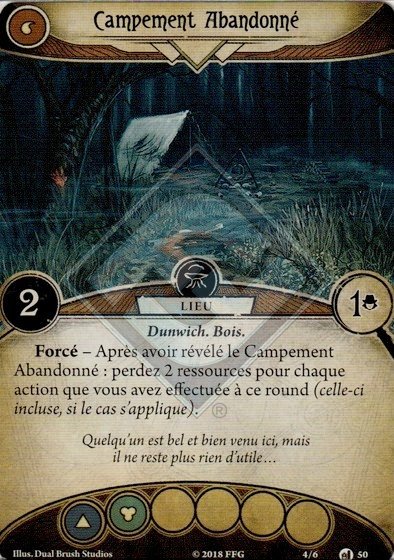 Campement Abandonné
2
LIEU
1
Dunwich. Bois.
Forcé – Après avoir révélé le Campement
Abandonné : perdez 2 ressources pour chaque
action que vous avez effectuée à ce round (celle-ci
incluse, si le cas s'applique).
®
Quelqu'un est bel et bien venu ici, mais
il ne reste plus rien d'utile…
Illus. Dual Brush Studios
© 2018 FFG
4/6
50